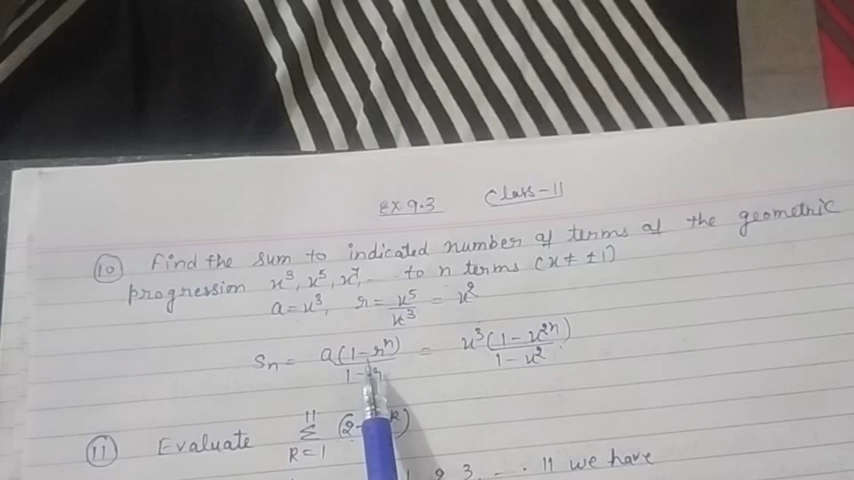 Ex 9.3 Class-11
(10) Find the sum to indicated number of terms of the geometric
progression x³, x⁵, x⁷, .. to n terms (x ≠ ±1)
a = x³, r = x⁵/x³ = x²
Sn = a(1-rⁿ)/1-r = x³(1-x²ⁿ)/1-x²
(11) Evaluate 11 Σ K=1 (2 K)
3, - . 11 we have